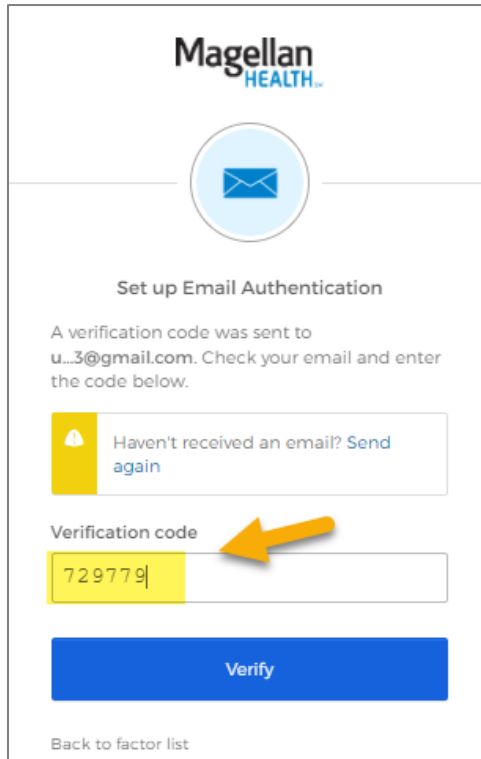 Magellan
HEALTH
Set up Email Authentication
A verification code was sent to
u...3@gmail.com. Check your email and enter
the code below.
Haven't received an email? Send
again
Verification code
729779
Verify
Back to factor list